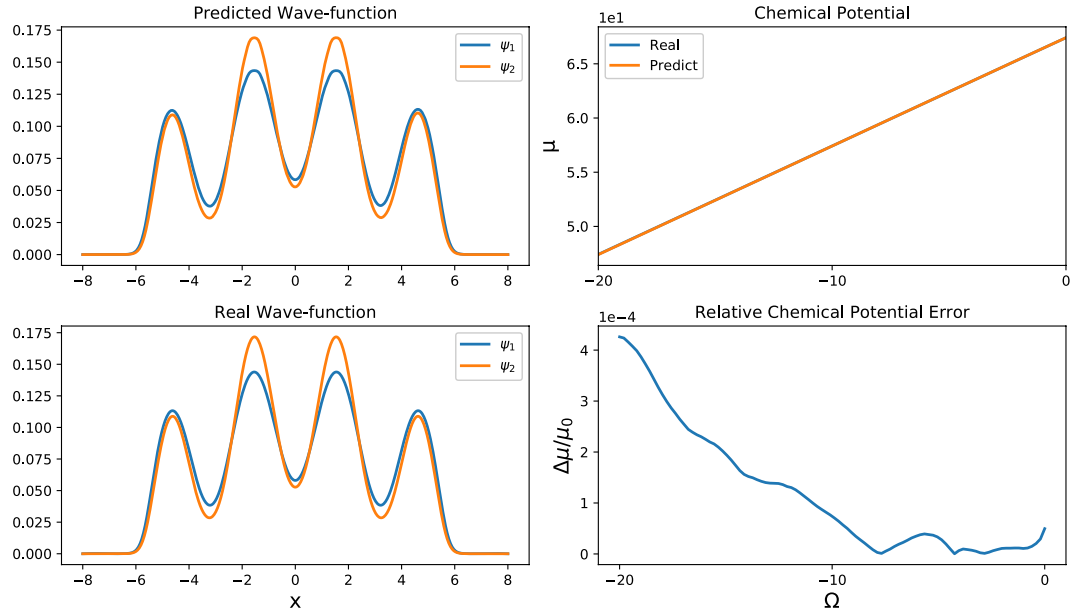 Predicted Wave-function
0.175
0.150
0.125
0.100
0.075
0.050
0.025
0.000
ψ1
ψ2
−8 −6 −4 −2 0 2 4 6 8
Chemical Potential
1e1
6.5
6.0
5.5
5.0
μ
Real
Predict
−20 −10 0
Real Wave-function
0.175
0.150
0.125
0.100
0.075
0.050
0.025
0.000
ψ1
ψ2
−8 −6 −4 −2 0 2 4 6 8
x
Relative Chemical Potential Error
1e−4
4
3
2
1
0
Δμ/μ0
−20 −10 0
Ω